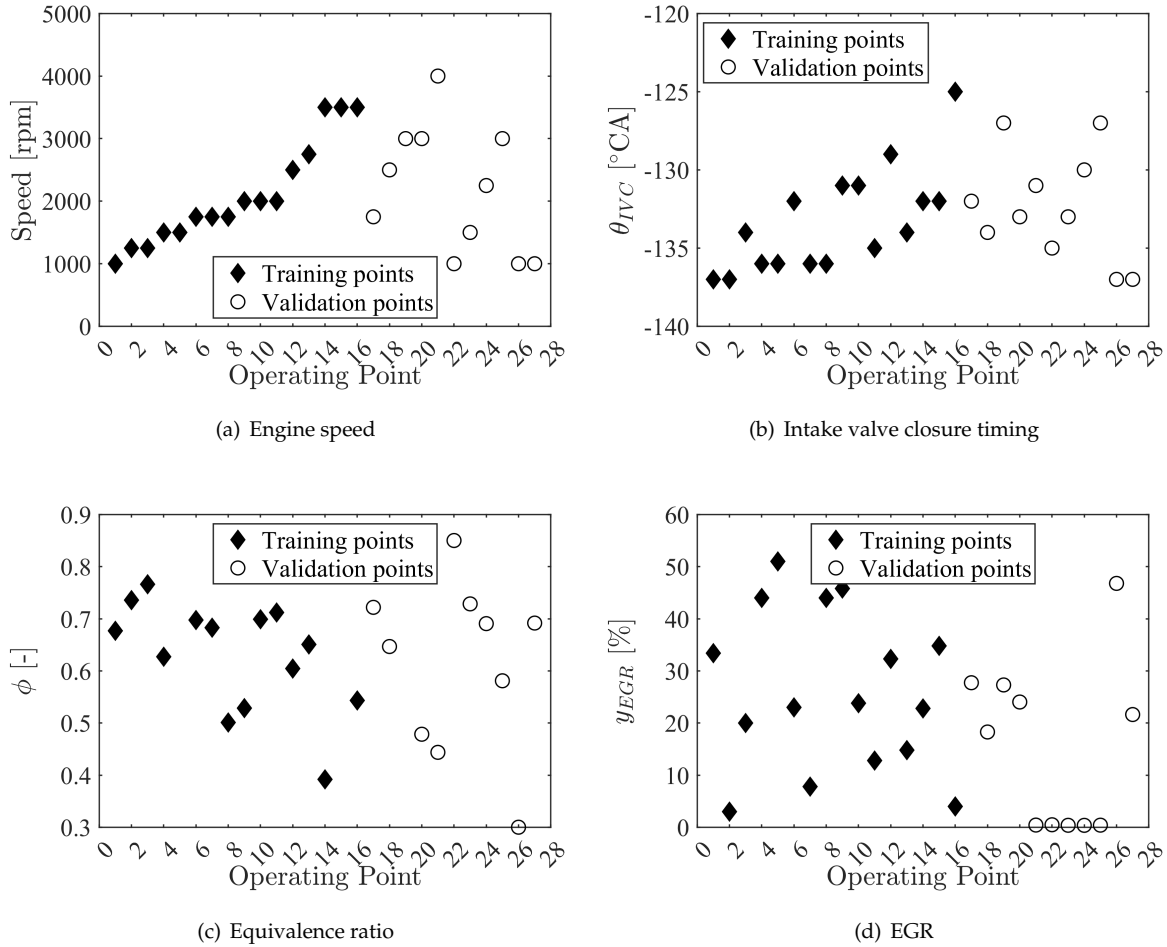 5000
4000
3000
2000
1000
0
Speed [rpm]
Training points
Validation points
0 2 4 6 8 10 12 14 16 18 20 22 24 26 28
Operating Point
(a) Engine speed
-120
-125
-130
-135
-140
θIVC [°CA]
Training points
Validation points
0 2 4 6 8 10 12 14 16 18 20 22 24 26 28
Operating Point
(b) Intake valve closure timing
0.9
0.8
0.7
0.6
0.5
0.4
0.3
ϕ [-]
Training points
Validation points
0 2 4 6 8 10 12 14 16 18 20 22 24 26 28
Operating Point
(c) Equivalence ratio
60
50
40
30
20
10
0
yEGR [%]
Training points
Validation points
0 2 4 6 8 10 12 14 16 18 20 22 24 26 28
Operating Point
(d) EGR